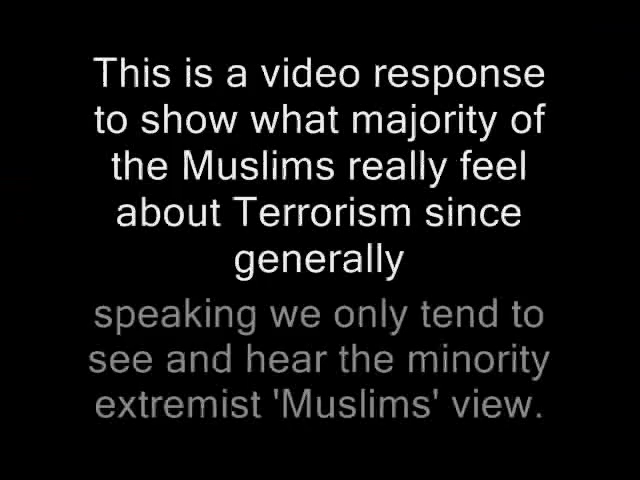 This is a video response
to show what majority of
the Muslims really feel
about Terrorism since
generally
speaking we only tend to
see and hear the minority
extremist 'Muslims' view.